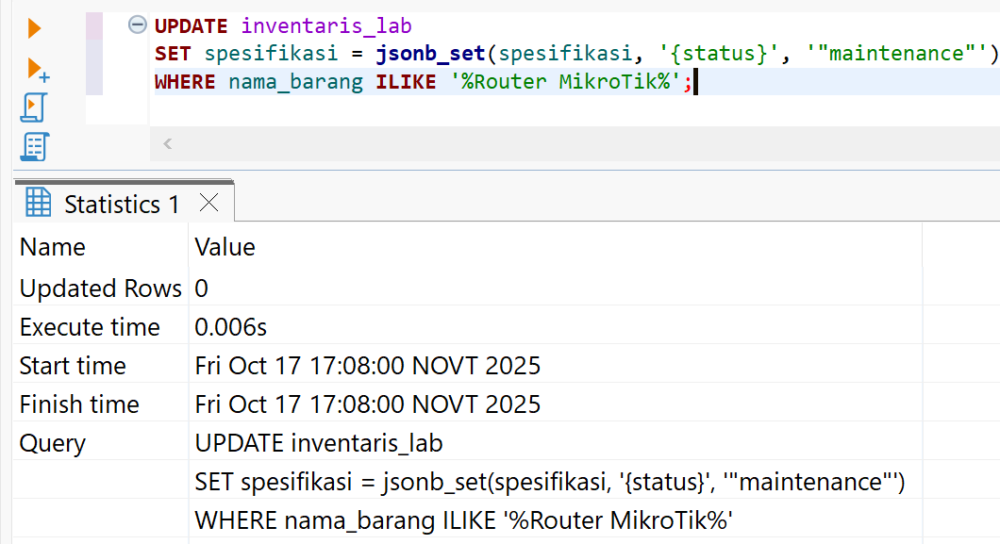 UPDATE inventaris_lab
SET spesifikasi = jsonb_set(spesifikasi, '{status}', '"maintenance"')
WHERE nama_barang ILIKE '%Router MikroTik%';
Statistics 1
Name Value
Updated Rows 0
Execute time 0.006s
Start time Fri Oct 17 17:08:00 NOVT 2025
Finish time Fri Oct 17 17:08:00 NOVT 2025
Query UPDATE inventaris_lab
SET spesifikasi = jsonb_set(spesifikasi, '{status}', '"maintenance"')
WHERE nama_barang ILIKE '%Router MikroTik%'